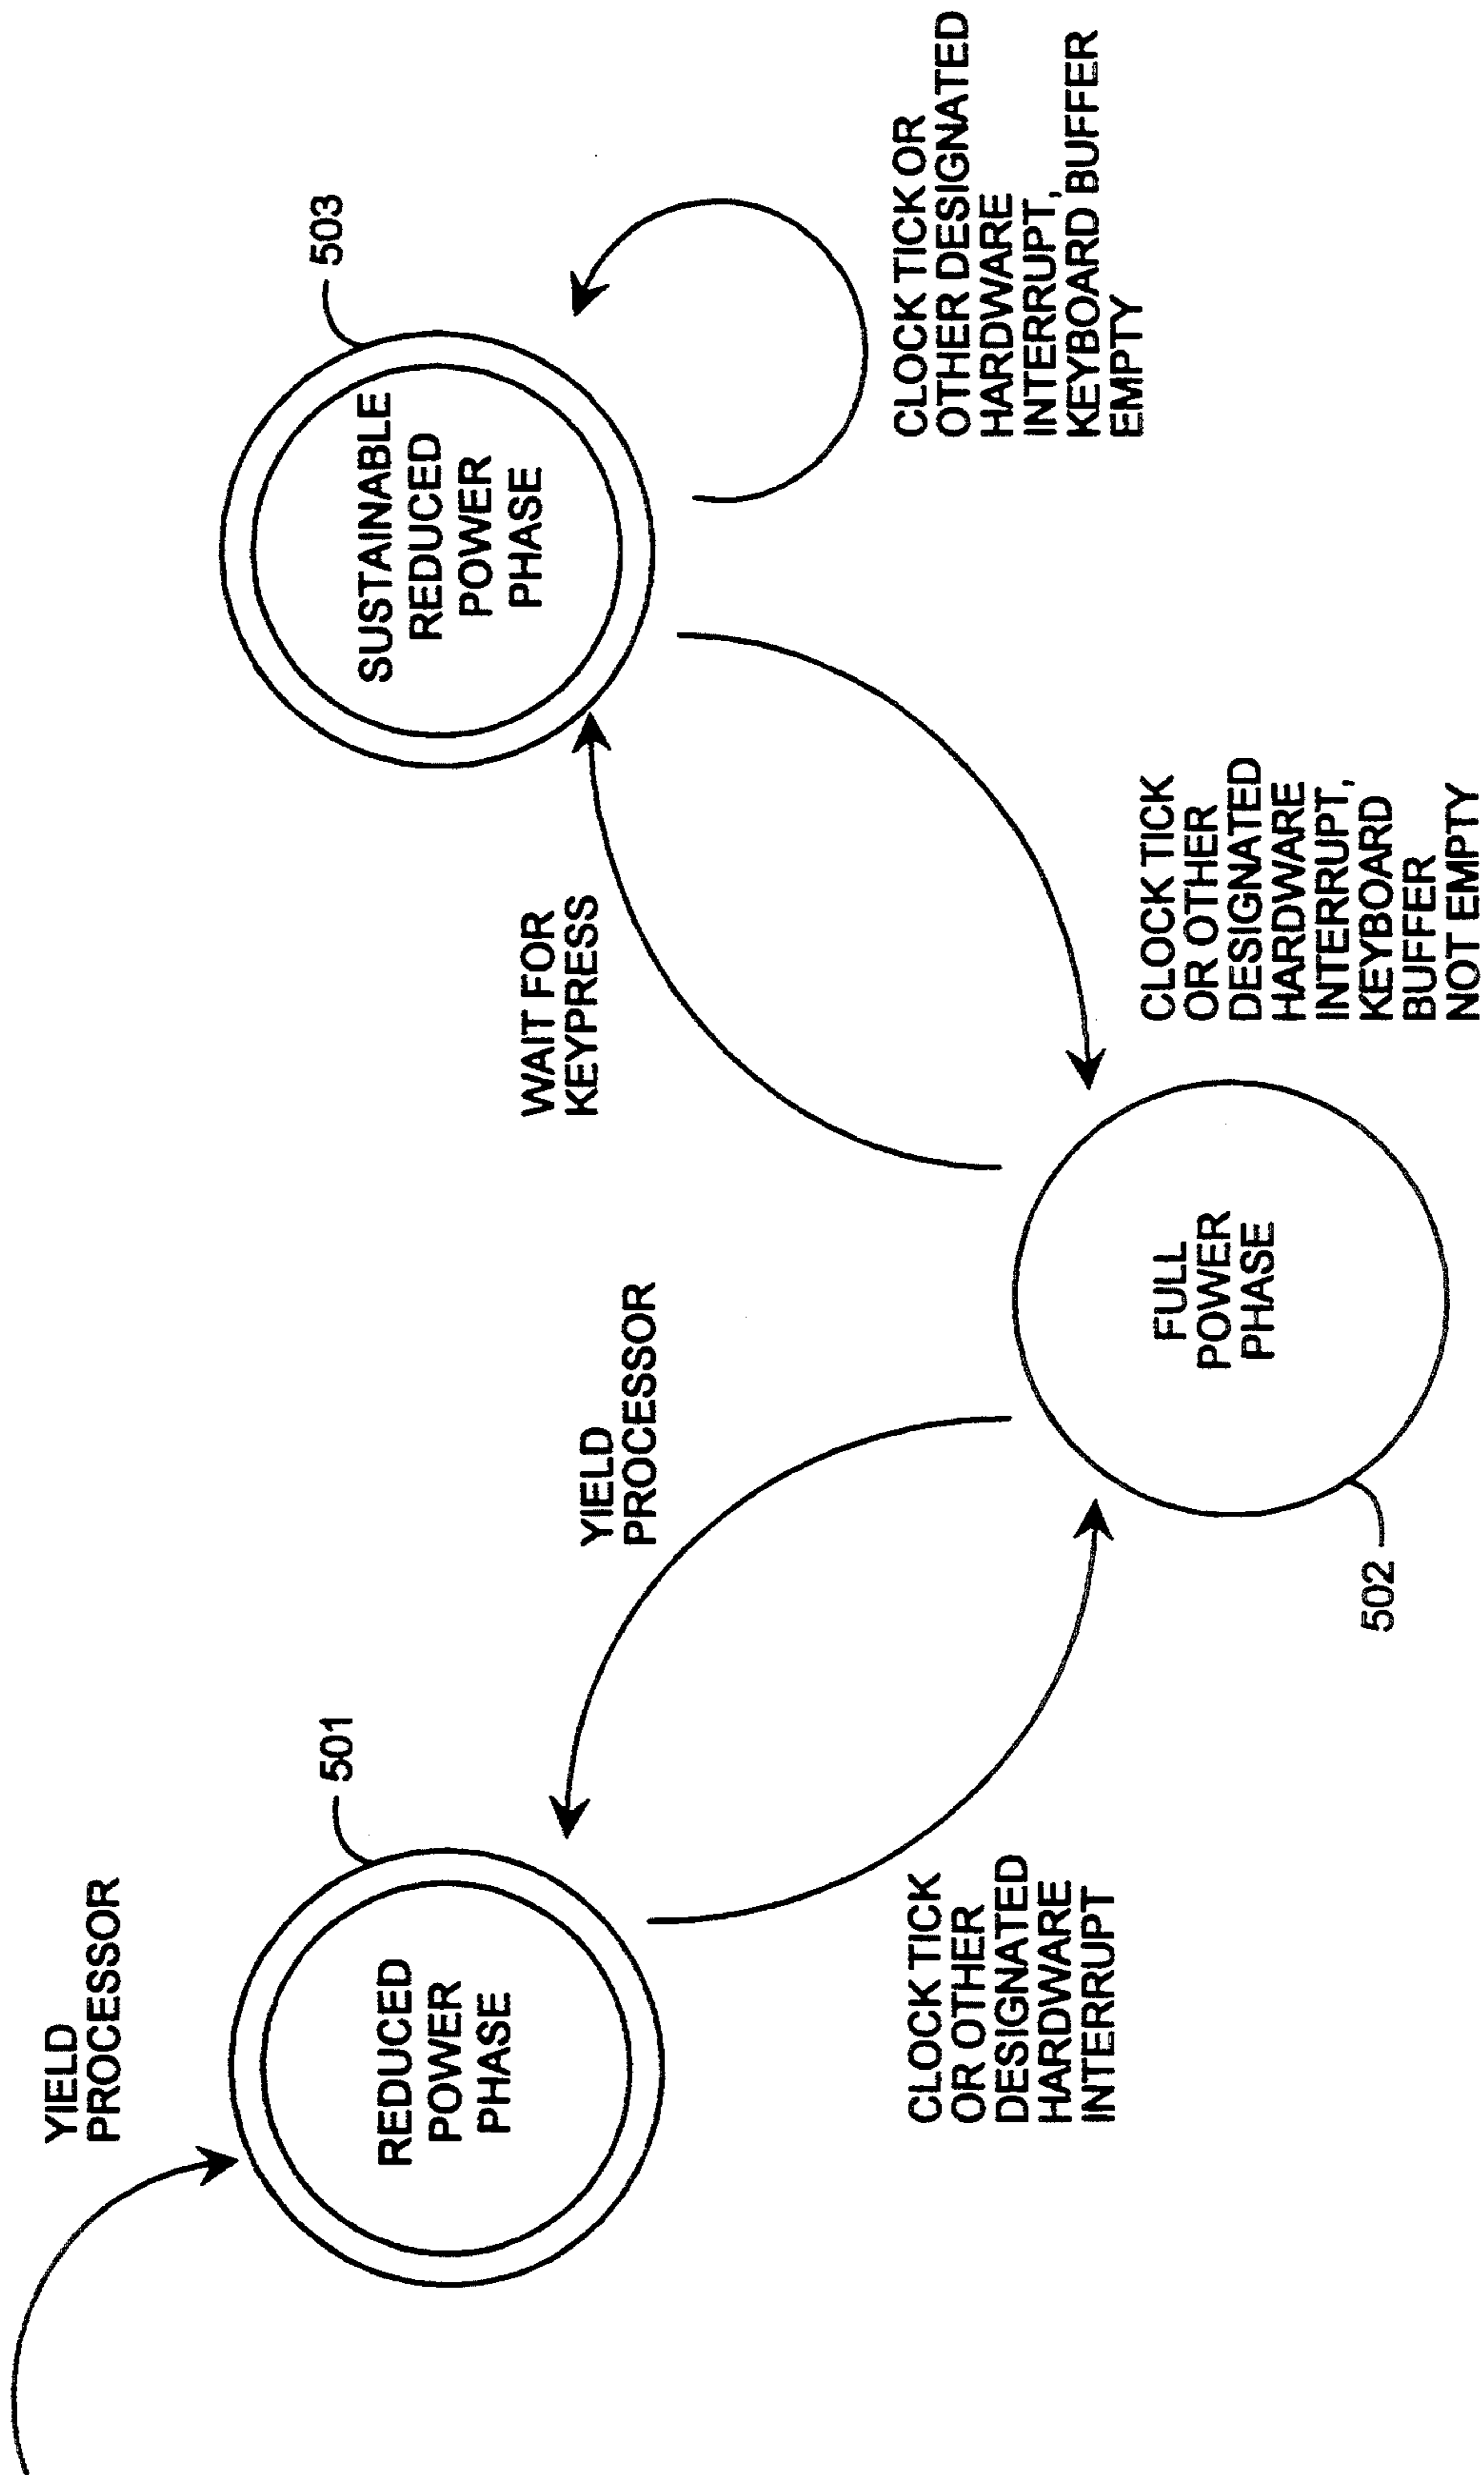 YIELD
PROCESSOR
501
REDUCED
POWER
PHASE
CLOCK TICK
OR OTHER
DESIGNATED
HARDWARE
INTERRUPT
YIELD
PROCESSOR
502
FULL
POWER
PHASE
WAIT FOR
KEYPRESS
503
SUSTAINABLE
REDUCED
POWER
PHASE
CLOCK TICK
OR OTHER
DESIGNATED
HARDWARE
INTERRUPT,
KEYBOARD
BUFFER
NOT EMPTY
CLOCK TICK OR
OTHER DESIGNATED
HARDWARE
INTERRUPT,
KEYBOARD BUFFER
EMPTY